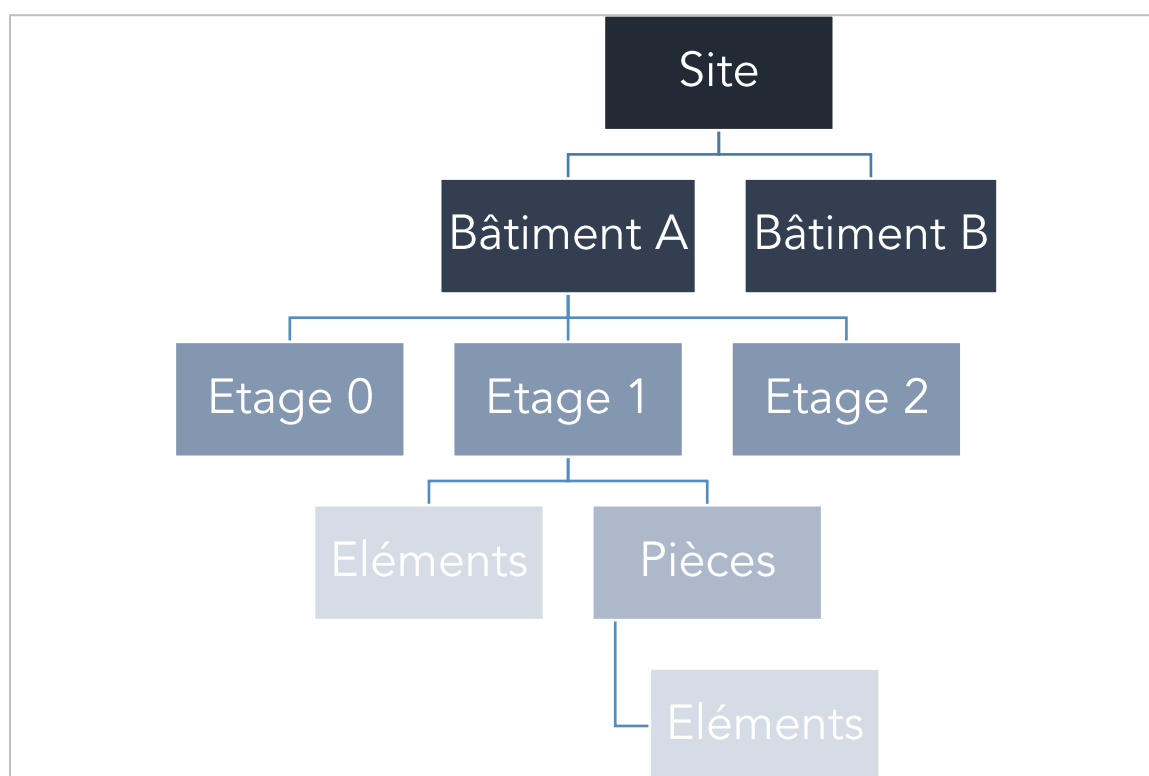 Site
Bâtiment A
Bâtiment B
Etage 0
Etage 1
Etage 2
Eléments
Pièces
Eléments